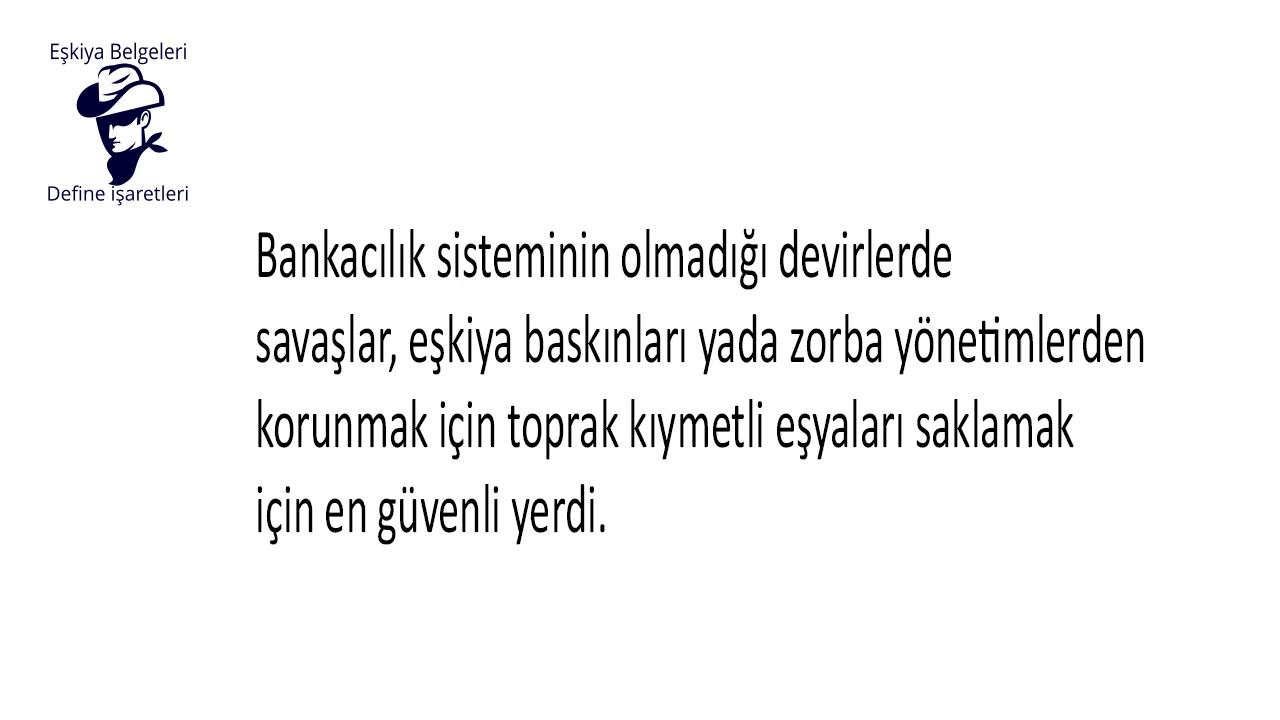 Eşkiya Belgeleri
Define işaretleri
Bankacılık sisteminin olmadığı devirlerde
savaşlar, eşkiya baskınları yada zorba yönetimlerden
korunmak için toprak kıymetli eşyaları saklamak
için en güvenli yerdi.